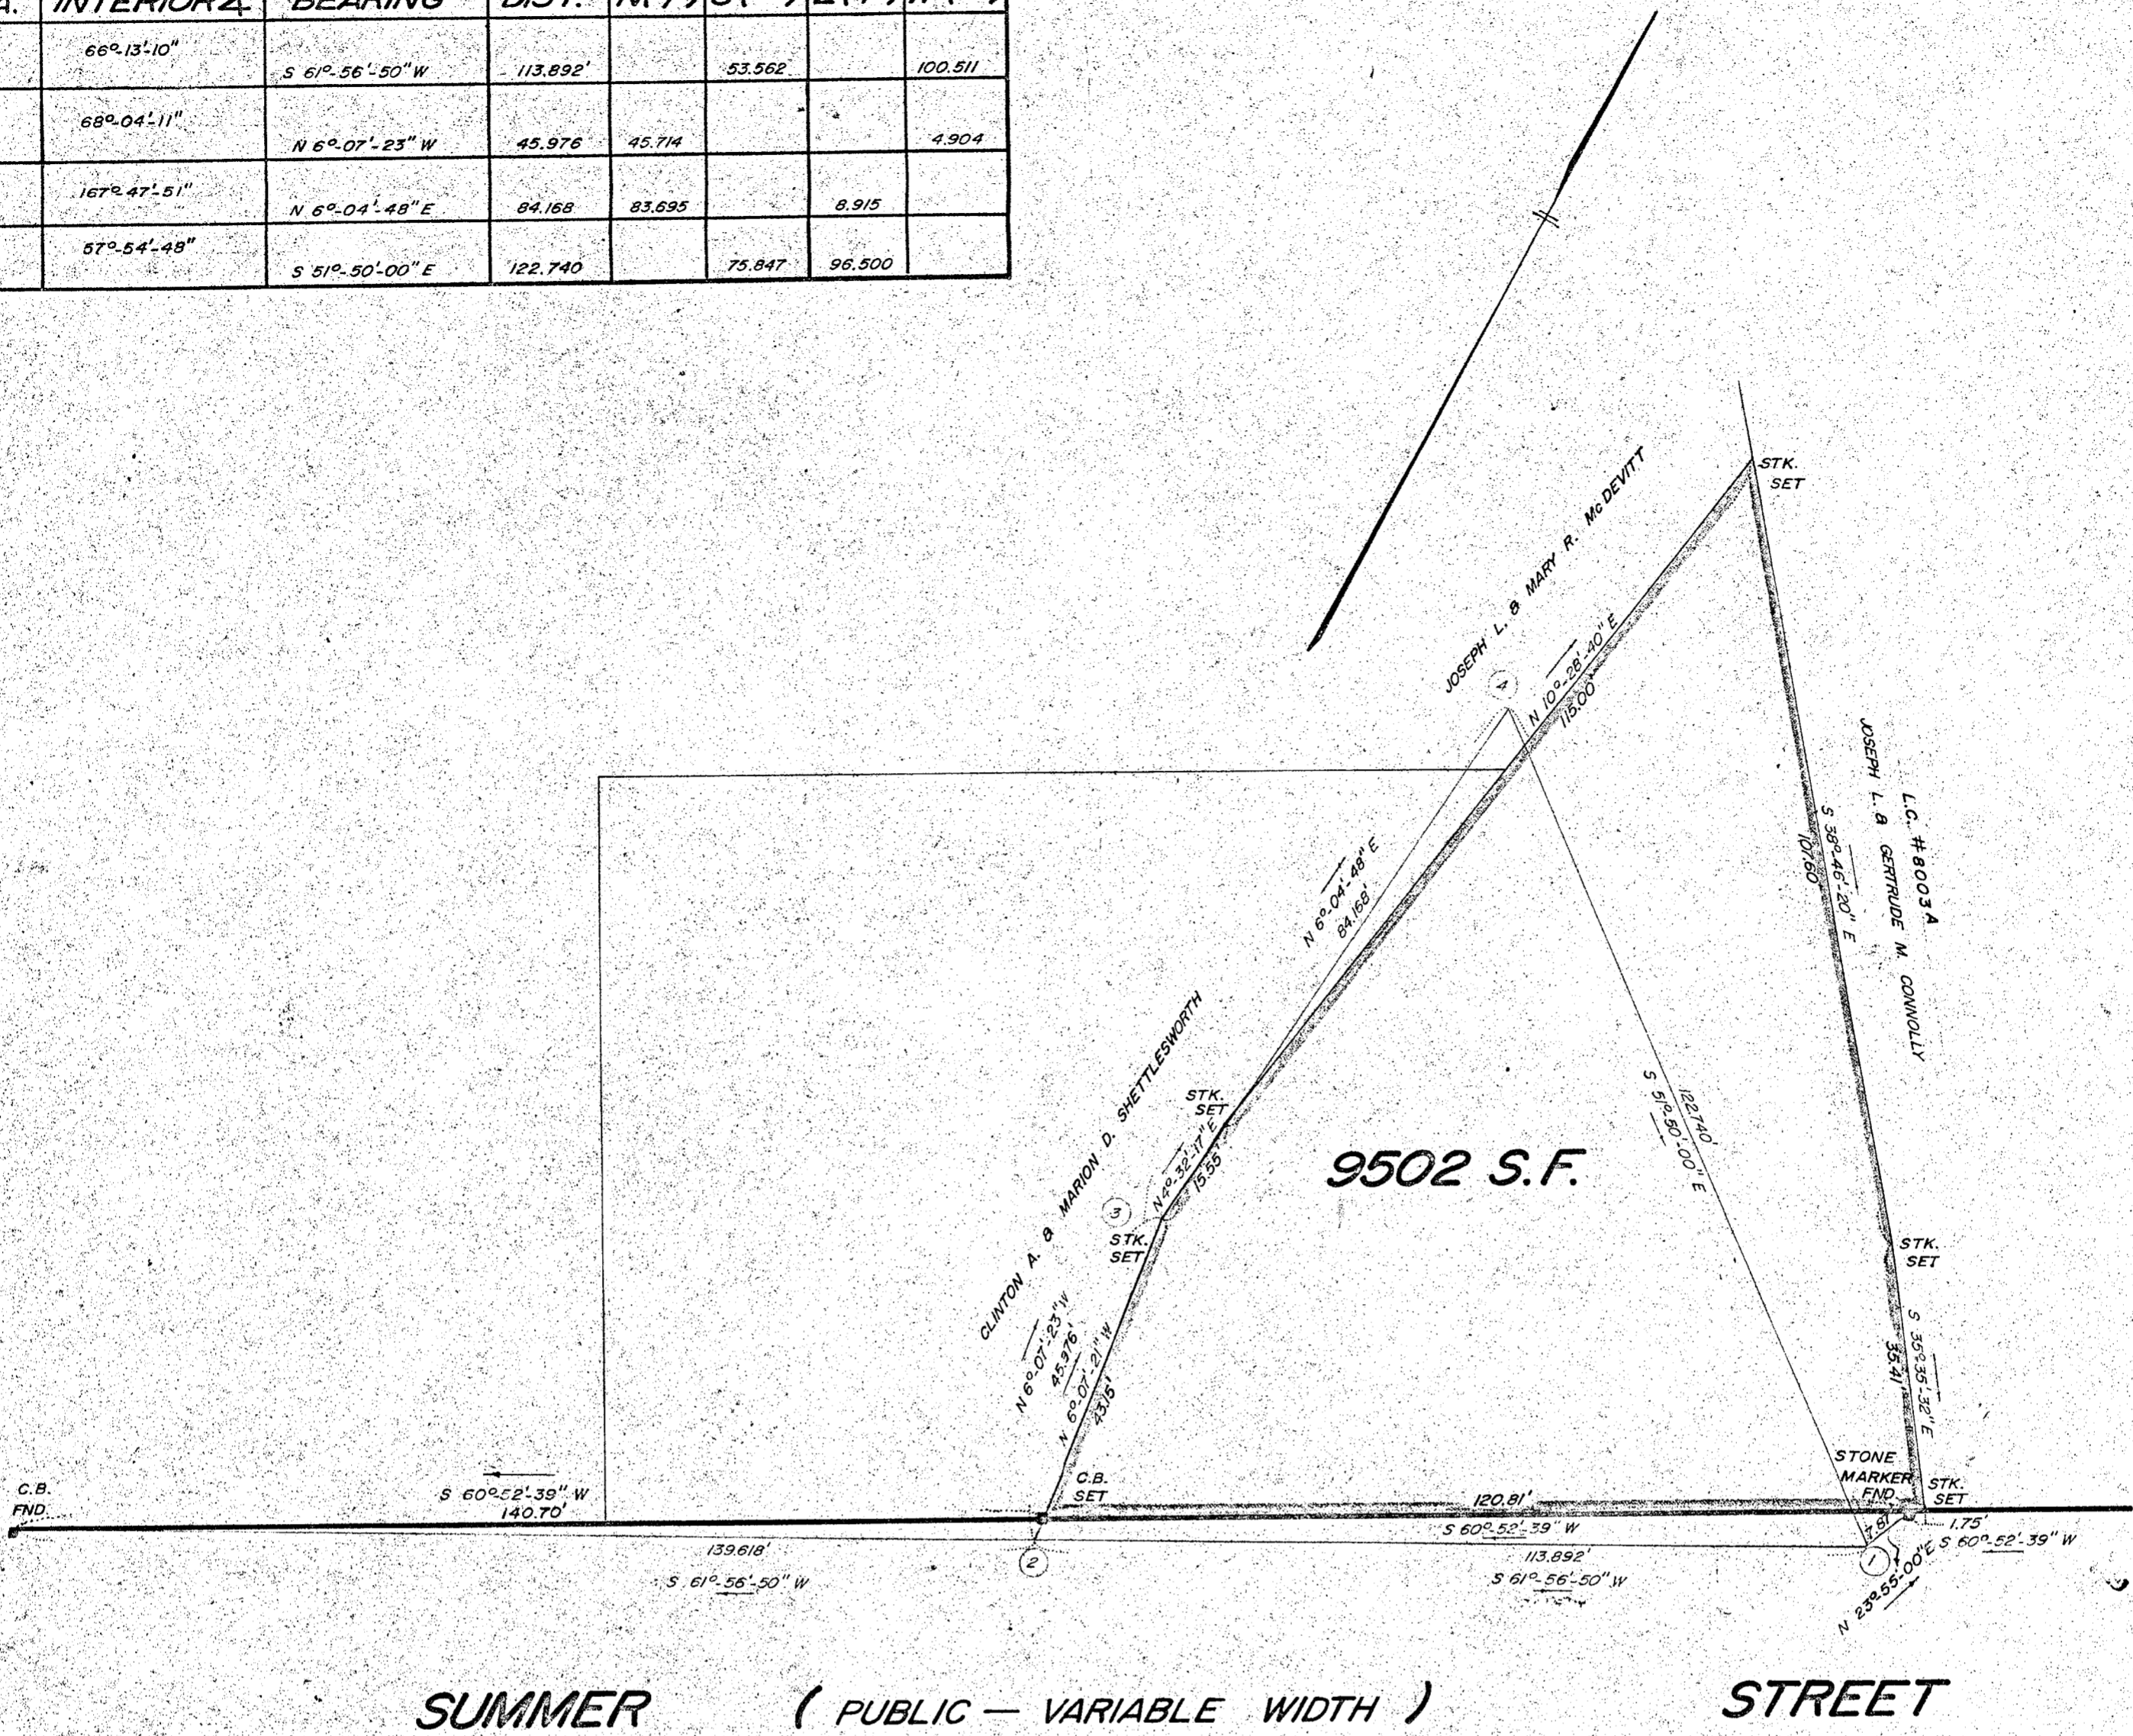 INTERIOR ∠ BEARING DIST.
66°-13'-10"
S 61°-56'-50" W 113.892' 53.562 100.511
68°-04'-11"
N 6°-07'-23" W 45.976 45.714 4.904
167°-47'-51"
N 6°-04'-48" E 84.168 83.695 8.915
57°-54'-48"
S 51°-50'-00" E 122.740 75.847 96.500
STK.
SET
JOSEPH L. & MARY R. McDEVITT
4
N 10°-28'-40" E
115.00'
L.C. #8003A
JOSEPH L. & GERTRUDE M. CONNOLLY
S 38°-46'-20" E
107.60'
N 6°-04'-48" E
84.168'
CLINTON A. & MARION D. SHETTLESWORTH
STK.
SET
N 4°-32'-17" E
15.55'
3
STK.
SET
9502 S.F.
122.740'
S 51°-50'-00" E
STK.
SET
S 35°-35'-32" E
35.41'
N 6°-07'-23" W
45.976'
N 6°-07'-21" W
43.15'
C.B.
FND.
S 60°-52'-39" W
140.70'
C.B.
SET
120.81'
S 60°-52'-39" W
STONE
MARKER
FND.
STK.
SET
1.75'
S 60°-52'-39" W
7.87'
N 23°-55'-00" E
139.618'
S 61°-56'-50" W
2
113.892'
S 61°-56'-50" W
1
SUMMER ( PUBLIC — VARIABLE WIDTH ) STREET